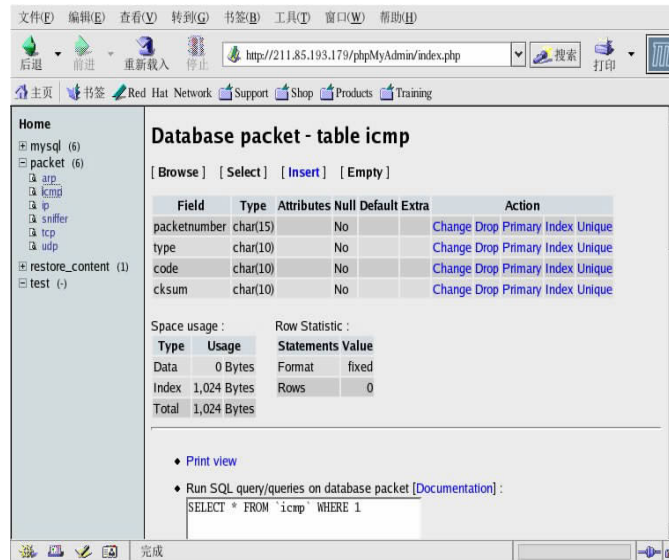 文件(F) 编辑(E) 查看(V) 转到(G) 书签(B) 工具(T) 窗口(W) 帮助(H)
后退 前进 重新载入 停止 http://211.85.193.179/phpMyAdmin/index.php 搜索 打印
主页 书签 Red Hat Network Support Shop Products Training
Home
mysql (6)
packet (6)
arp
icmp
ip
sniffer
tcp
udp
restore_content (1)
test (-)
Database packet - table icmp
[ Browse ] [ Select ] [ Insert ] [ Empty ]
Field Type Attributes Null Default Extra Action
packetnumber char(15) No Change Drop Primary Index Unique
type char(10) No Change Drop Primary Index Unique
code char(10) No Change Drop Primary Index Unique
cksum char(10) No Change Drop Primary Index Unique
Space usage :
Type Usage
Data 0 Bytes
Index 1,024 Bytes
Total 1,024 Bytes
Row Statistic :
Statements Value
Format fixed
Rows 0
Print view
Run SQL query/queries on database packet [Documentation] :
SELECT * FROM `icmp` WHERE 1
完成